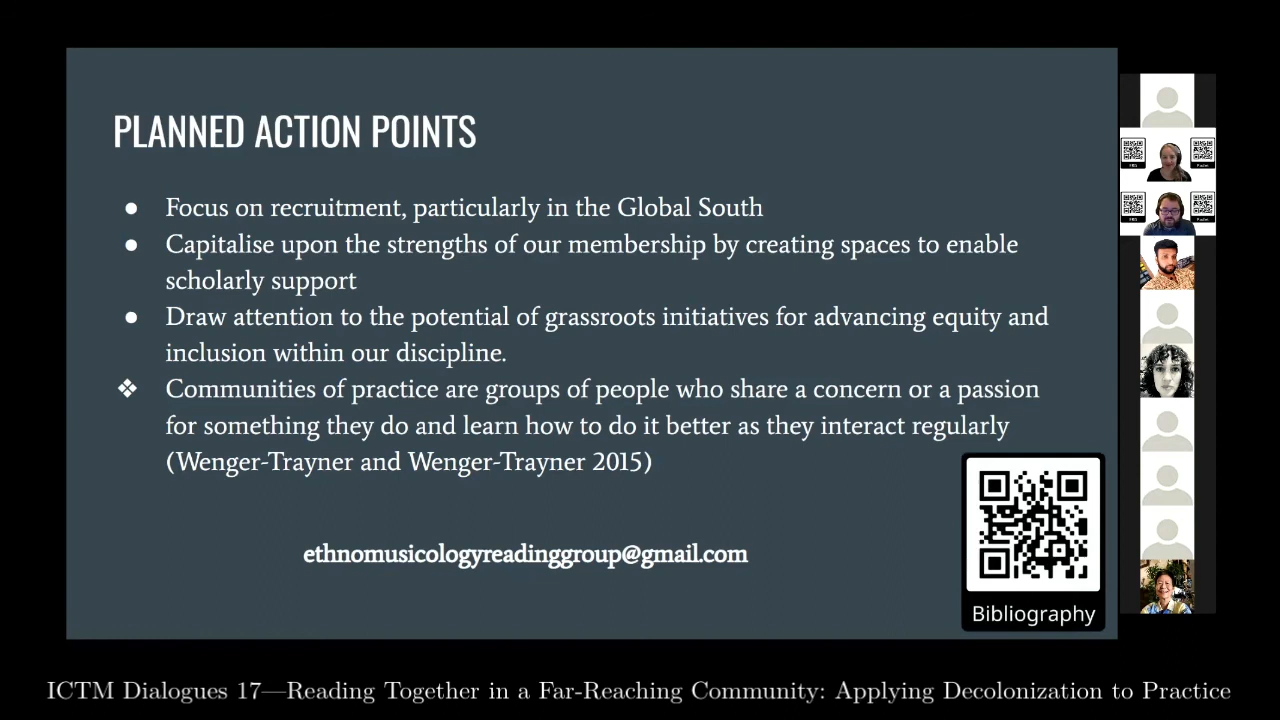 PLANNED ACTION POINTS
● Focus on recruitment, particularly in the Global South
● Capitalise upon the strengths of our membership by creating spaces to enable
scholarly support
● Draw attention to the potential of grassroots initiatives for advancing equity and
inclusion within our discipline.
❖ Communities of practice are groups of people who share a concern or a passion
for something they do and learn how to do it better as they interact regularly
(Wenger-Trayner and Wenger-Trayner 2015)
ethnomusicologyreadinggroup@gmail.com
Bibliography
ICTM Dialogues 17—Reading Together in a Far-Reaching Community: Applying Decolonization to Practice